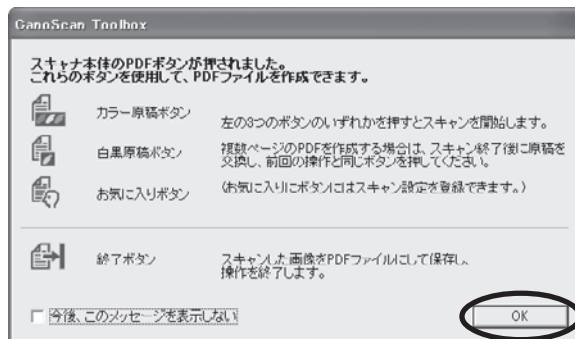 CanoScan Toolbox
スキャナ本体のPDFボタンが押されました。
これらのボタンを使用して、PDFファイルを作成できます。
カラー原稿ボタン
左の3つのボタンのいずれかを押すとスキャンを開始します。
白黒原稿ボタン
複数ページのPDFを作成する場合は、スキャン終了後に原稿を
交換し、前回の操作と同じボタンを押してください。
お気に入りボタン
(お気に入りにボタンにはスキャン設定を登録できます。)
終了ボタン
スキャンした画像をPDFファイルにして保存し、
操作を終了します。
今後、このメッセージを表示しない
OK